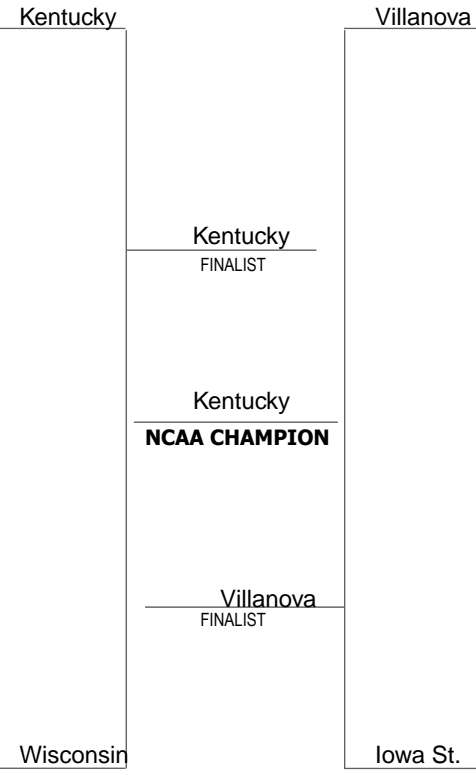 Kentucky
Villanova
Kentucky
FINALIST
Kentucky
NCAA CHAMPION
Villanova
FINALIST
Wisconsin
Iowa St.